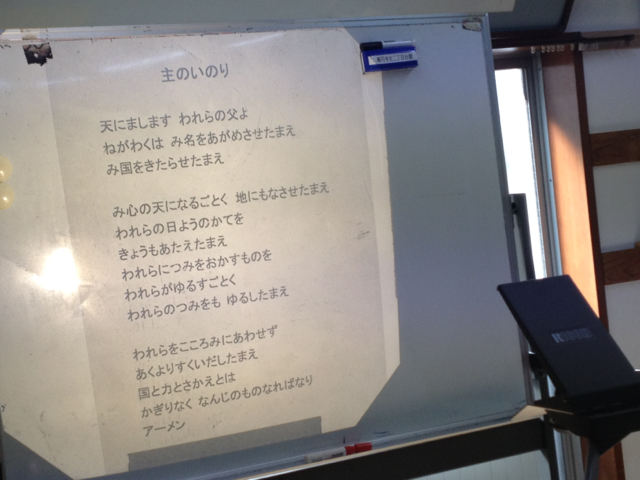 主のいのり
天にまします われらの父よ
ねがわくは み名をあがめさせたまえ
み国をきたらせたまえ
み心の天になるごとく 地にもなさせたまえ
われらの日ようのかてを
きょうもあたえたまえ
われらにつみをおかすものを
われらがゆるすごとく
われらのつみをも ゆるしたまえ
われらをこころみにあわせず
あくよりすくいだしたまえ
国と力とさかえとは
かぎりなく なんじのものなればなり
アーメン